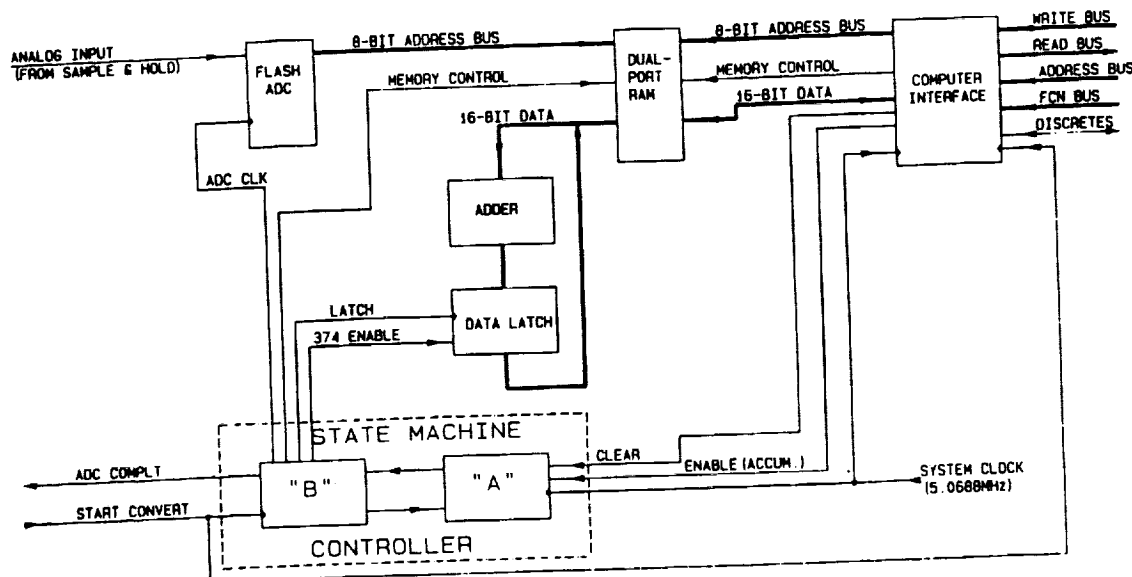 ANALOG INPUT
(FROM SAMPLE & HOLD)
FLASH
ADC
8-BIT ADDRESS BUS
MEMORY CONTROL
16-BIT DATA
DUAL-
PORT
RAM
8-BIT ADDRESS BUS
MEMORY CONTROL
16-BIT DATA
COMPUTER
INTERFACE
WRITE BUS
READ BUS
ADDRESS BUS
FCN BUS
DISCRETES
ADC CLK
ADDER
LATCH
DATA LATCH
374 ENABLE
STATE MACHINE
ADC COMPLT
"B"
"A"
CLEAR
ENABLE (ACCUM.)
SYSTEM CLOCK
(5.0688MHz)
START CONVERT
CONTROLLER